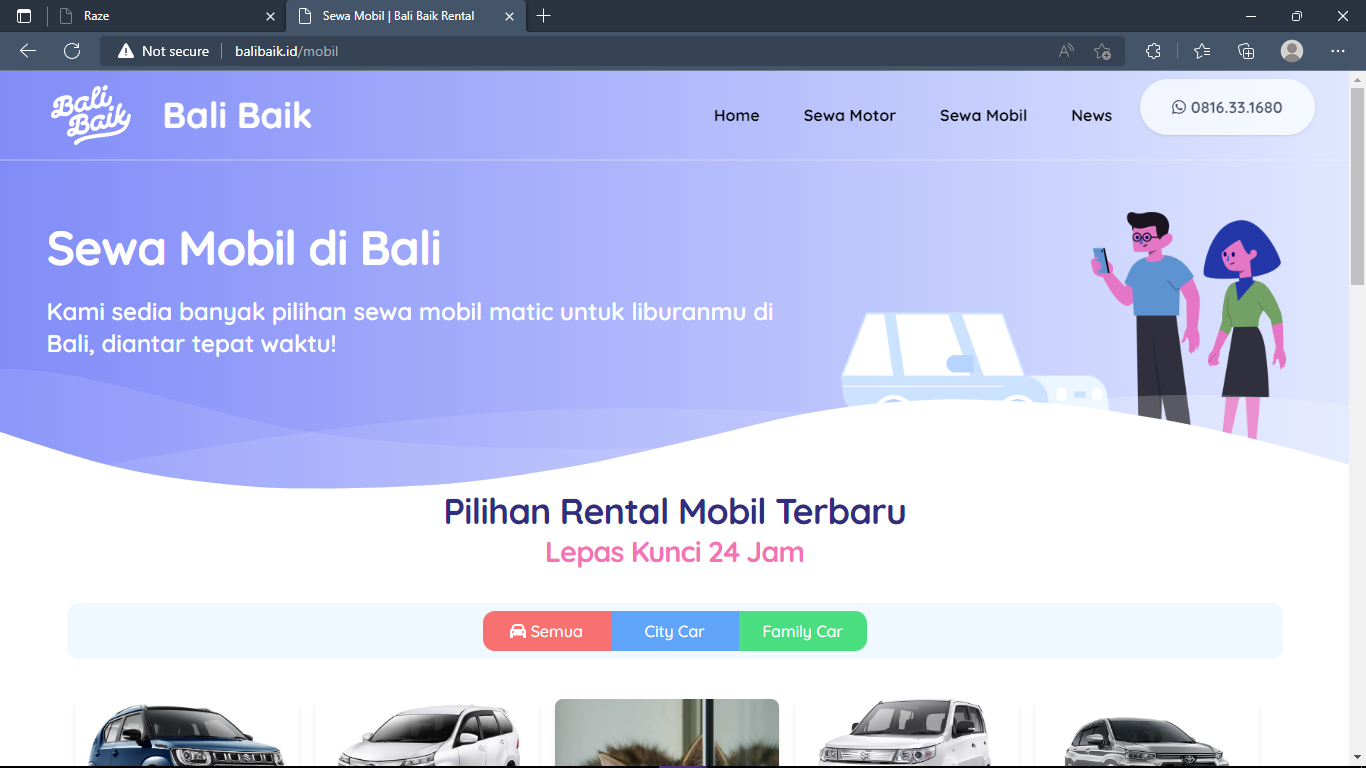 Raze
Sewa Mobil | Bali Baik Rental
Not secure
balibaik.id/mobil
Bali
Baik
Bali Baik
Home
Sewa Motor
Sewa Mobil
News
0816.33.1680
Sewa Mobil di Bali
Kami sedia banyak pilihan sewa mobil matic untuk liburanmu di
Bali, diantar tepat waktu!
Pilihan Rental Mobil Terbaru
Lepas Kunci 24 Jam
Semua
City Car
Family Car